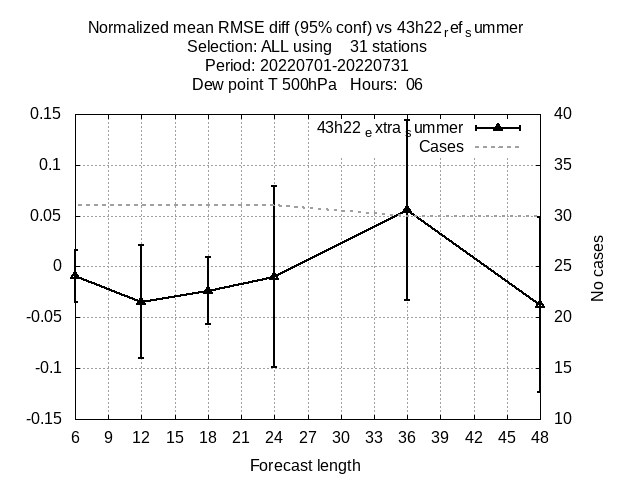 Normalized mean RMSE diff (95% conf) vs 43h22refsummer
Selection: ALL using 31 stations
Period: 20220701-20220731
Dew point T 500hPa Hours: 06
0.15 40
43h22extrasummer
Cases
0.1 35
0.05 30
0 25
-0.05 20
-0.1 15
-0.15 10
No cases
6 9 12 15 18 21 24 27 30 33 36 39 42 45 48
Forecast length